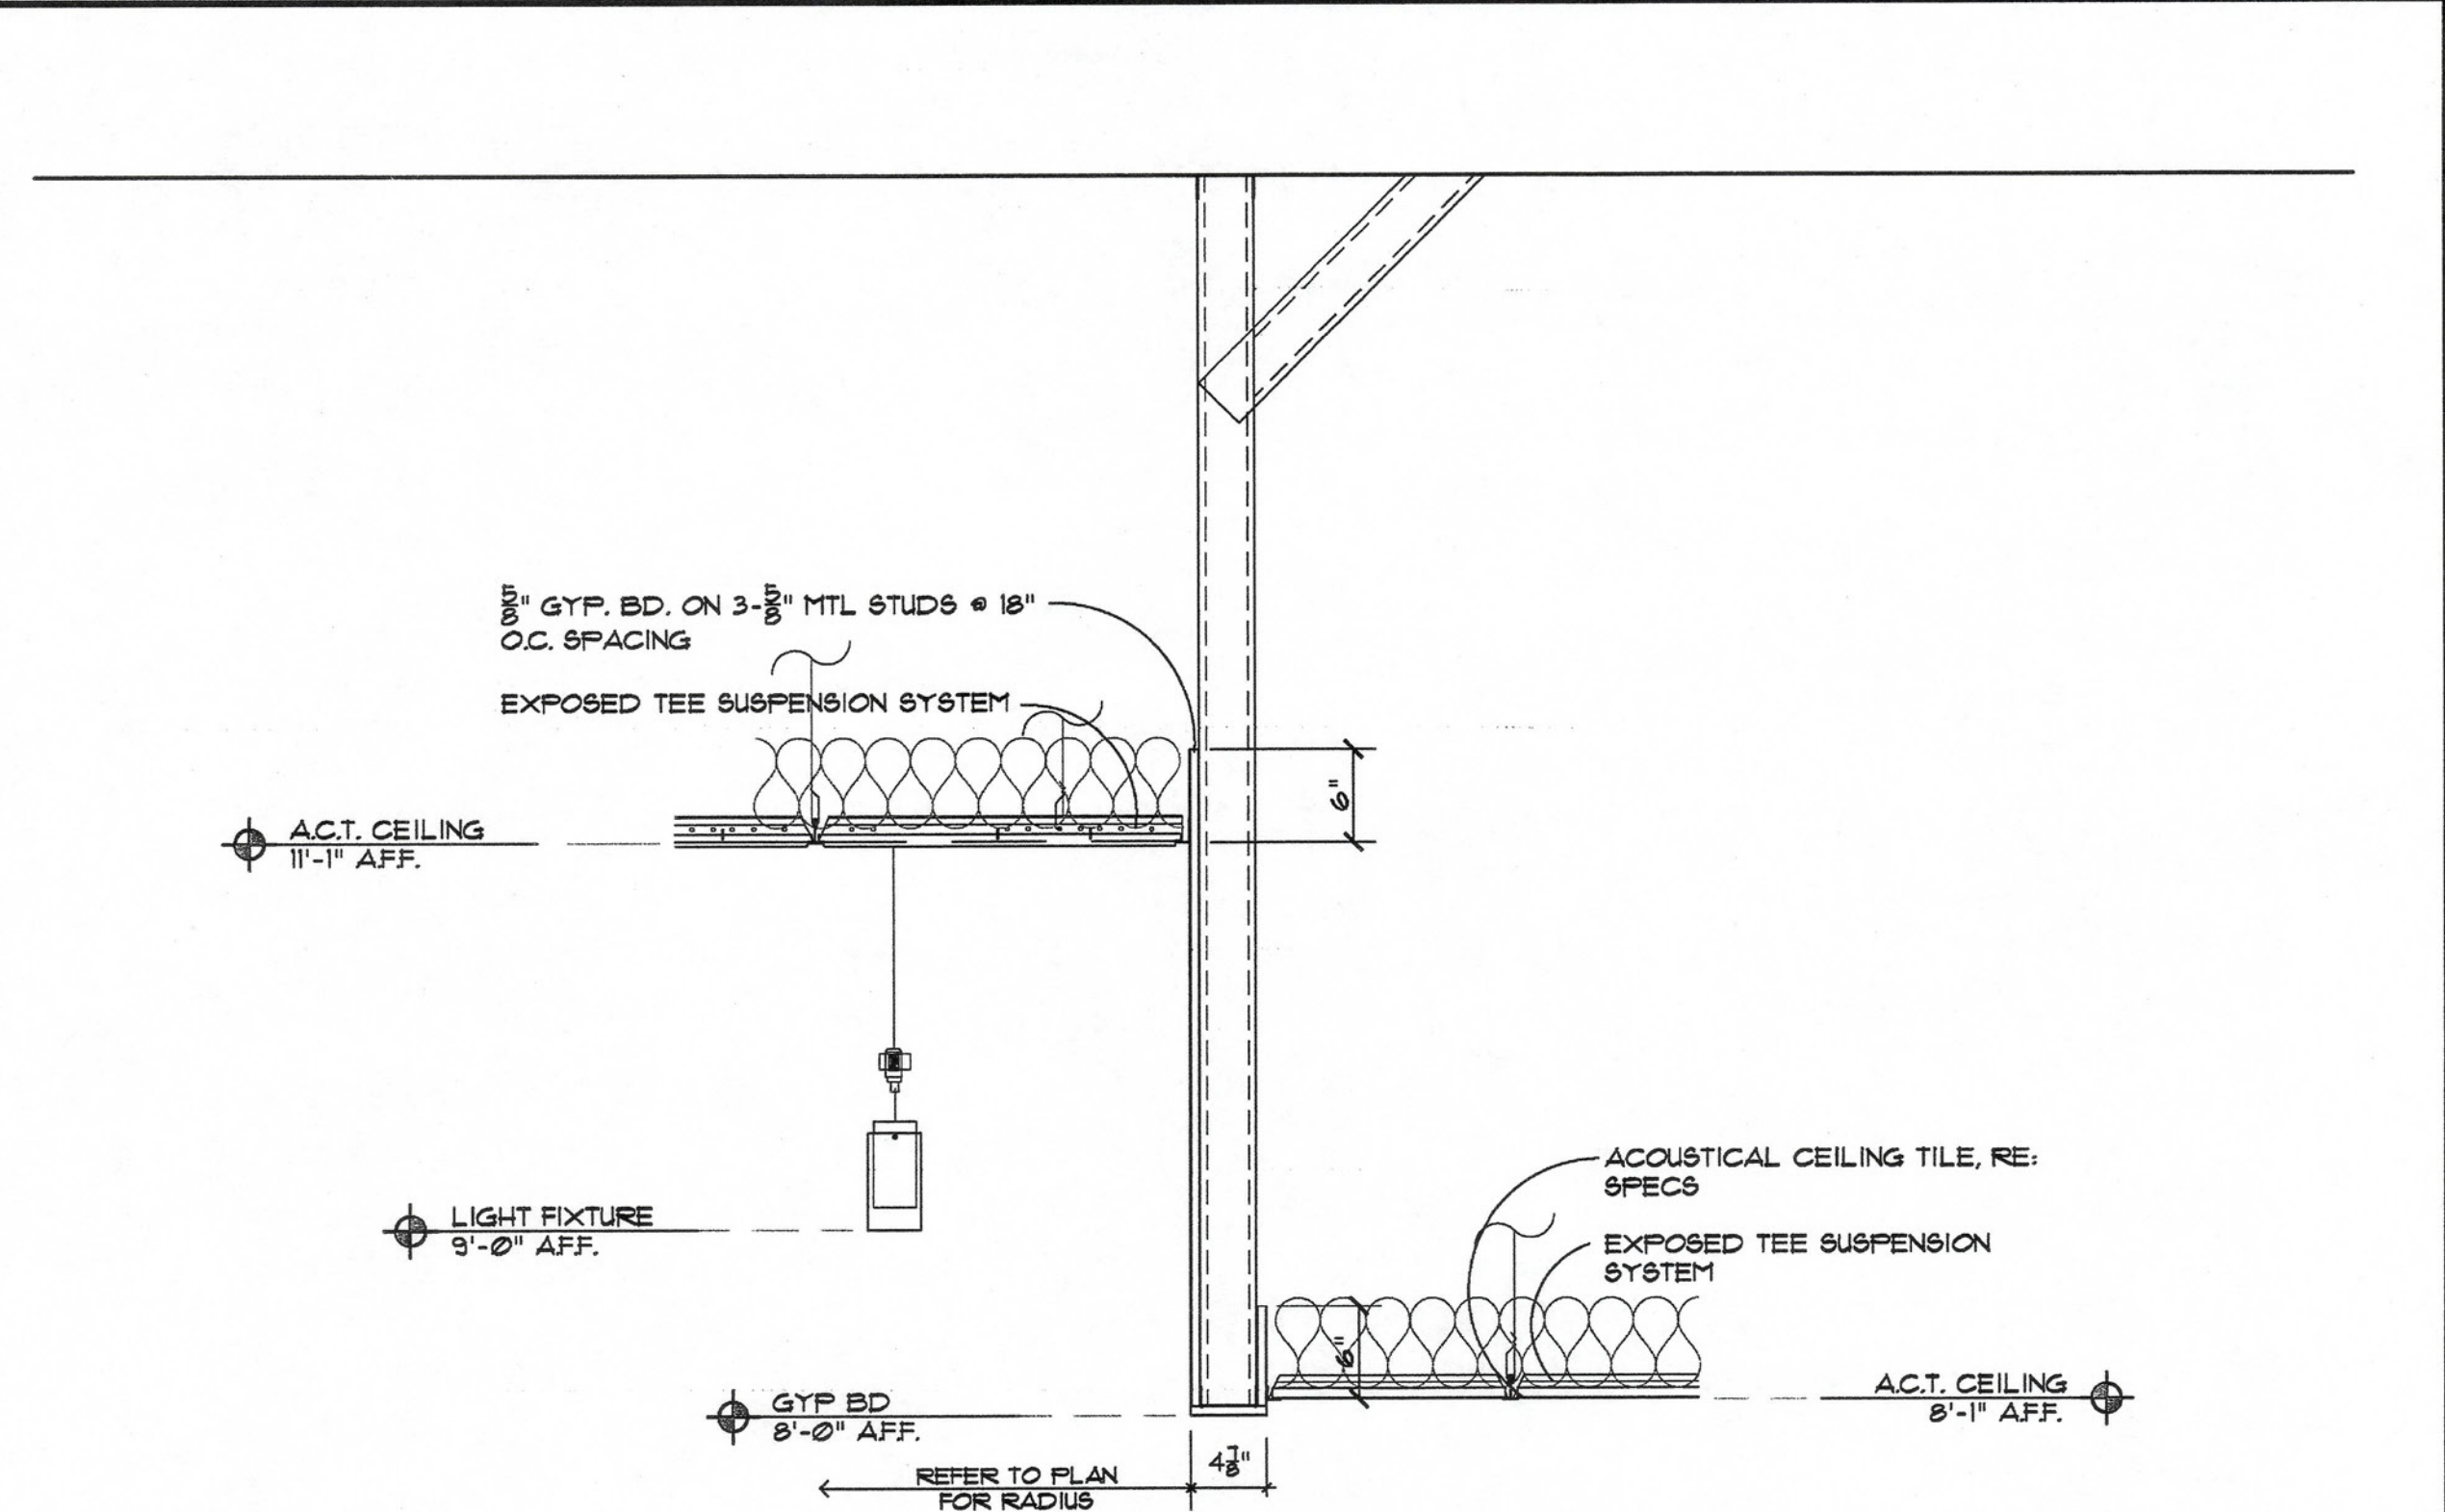 5/8" GYP. BD. ON 3-5/8" MTL STUDS @ 18"
O.C. SPACING
EXPOSED TEE SUSPENSION SYSTEM
6"
A.C.T. CEILING
11'-1" A.F.F.
ACOUSTICAL CEILING TILE, RE:
SPECS
LIGHT FIXTURE
9'-0" A.F.F.
EXPOSED TEE SUSPENSION
SYSTEM
6"
GYP BD
8'-0" A.F.F.
A.C.T. CEILING
8'-1" A.F.F.
4 7/8"
REFER TO PLAN
FOR RADIUS